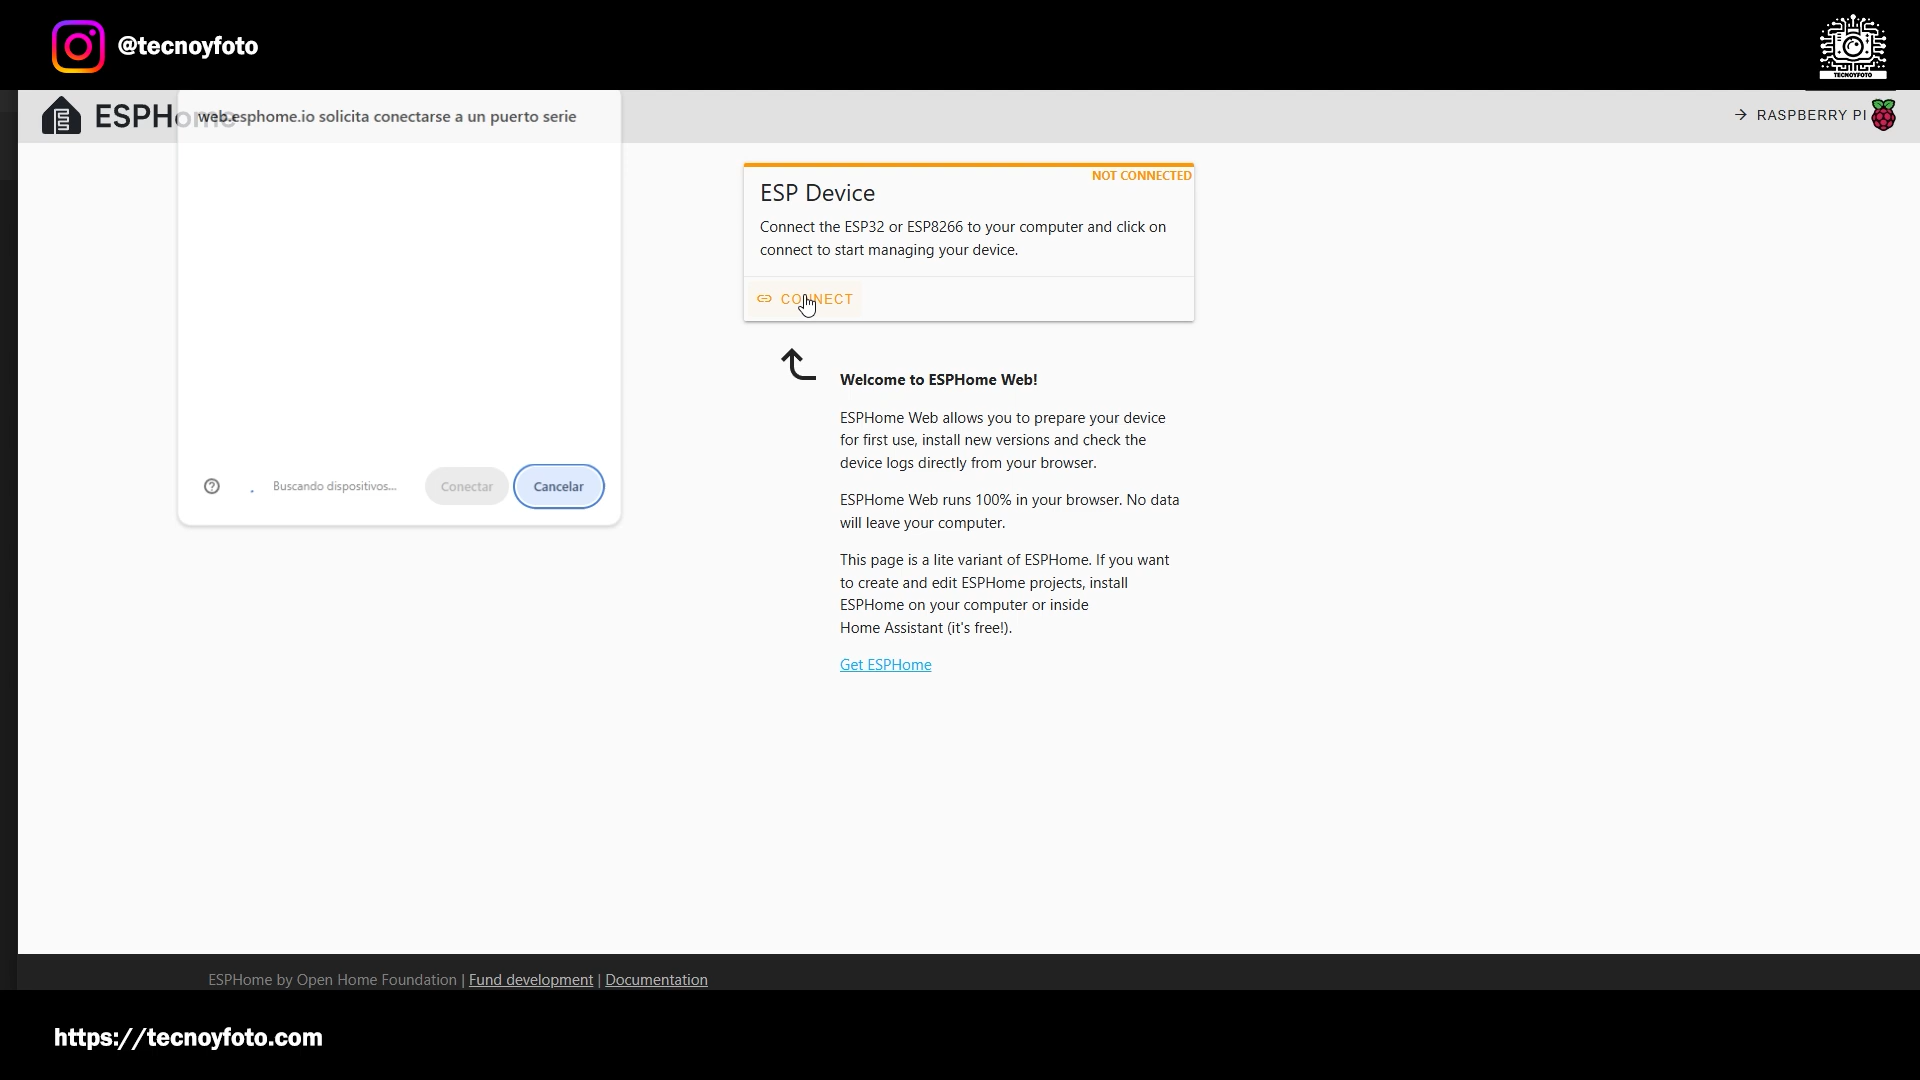 @tecnoyfoto
TECNOYFOTO
ESPHome
web.esphome.io solicita conectarse a un puerto serie
RASPBERRY PI
NOT CONNECTED
ESP Device
Connect the ESP32 or ESP8266 to your computer and click on
connect to start managing your device.
CONNECT
Buscando dispositivos...
Conectar
Cancelar
Welcome to ESPHome Web!
ESPHome Web allows you to prepare your device
for first use, install new versions and check the
device logs directly from your browser.
ESPHome Web runs 100% in your browser. No data
will leave your computer.
This page is a lite variant of ESPHome. If you want
to create and edit ESPHome projects, install
ESPHome on your computer or inside
Home Assistant (it's free!).
Get ESPHome
ESPHome by Open Home Foundation | Fund development | Documentation
https://tecnoyfoto.com